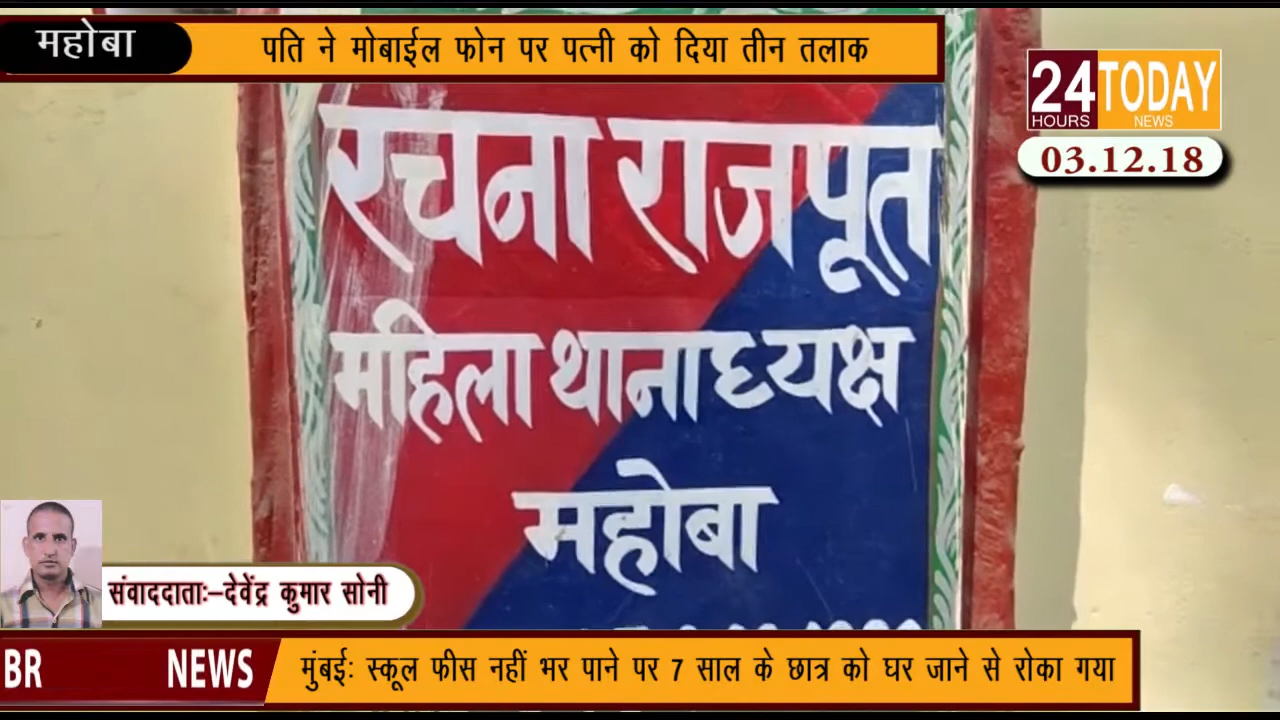 महोबा
पति ने मोबाईल फोन पर पत्नी को दिया तीन तलाक
24 TODAY
HOURS NEWS
03.12.18
रचना राजपूत
महिला थानाध्यक्ष
महोबा
संवाददाताः–देवेंद्र कुमार सोनी
BR NEWS
मुंबईः स्कूल फीस नहीं भर पाने पर 7 साल के छात्र को घर जाने से रोका गया